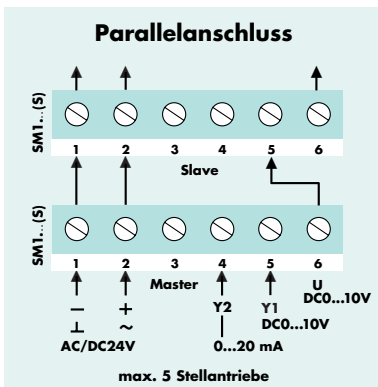 Parallelanschluss
SM1...(S)
1 2 3 4 5 6
Slave
SM1...(S)
1 2 3 4 5 6
Master
− + Y2 Y1 U
DC0...10V
⊥ ~ DC0...10V
AC/DC24V 0...20 mA
max. 5 Stellantriebe